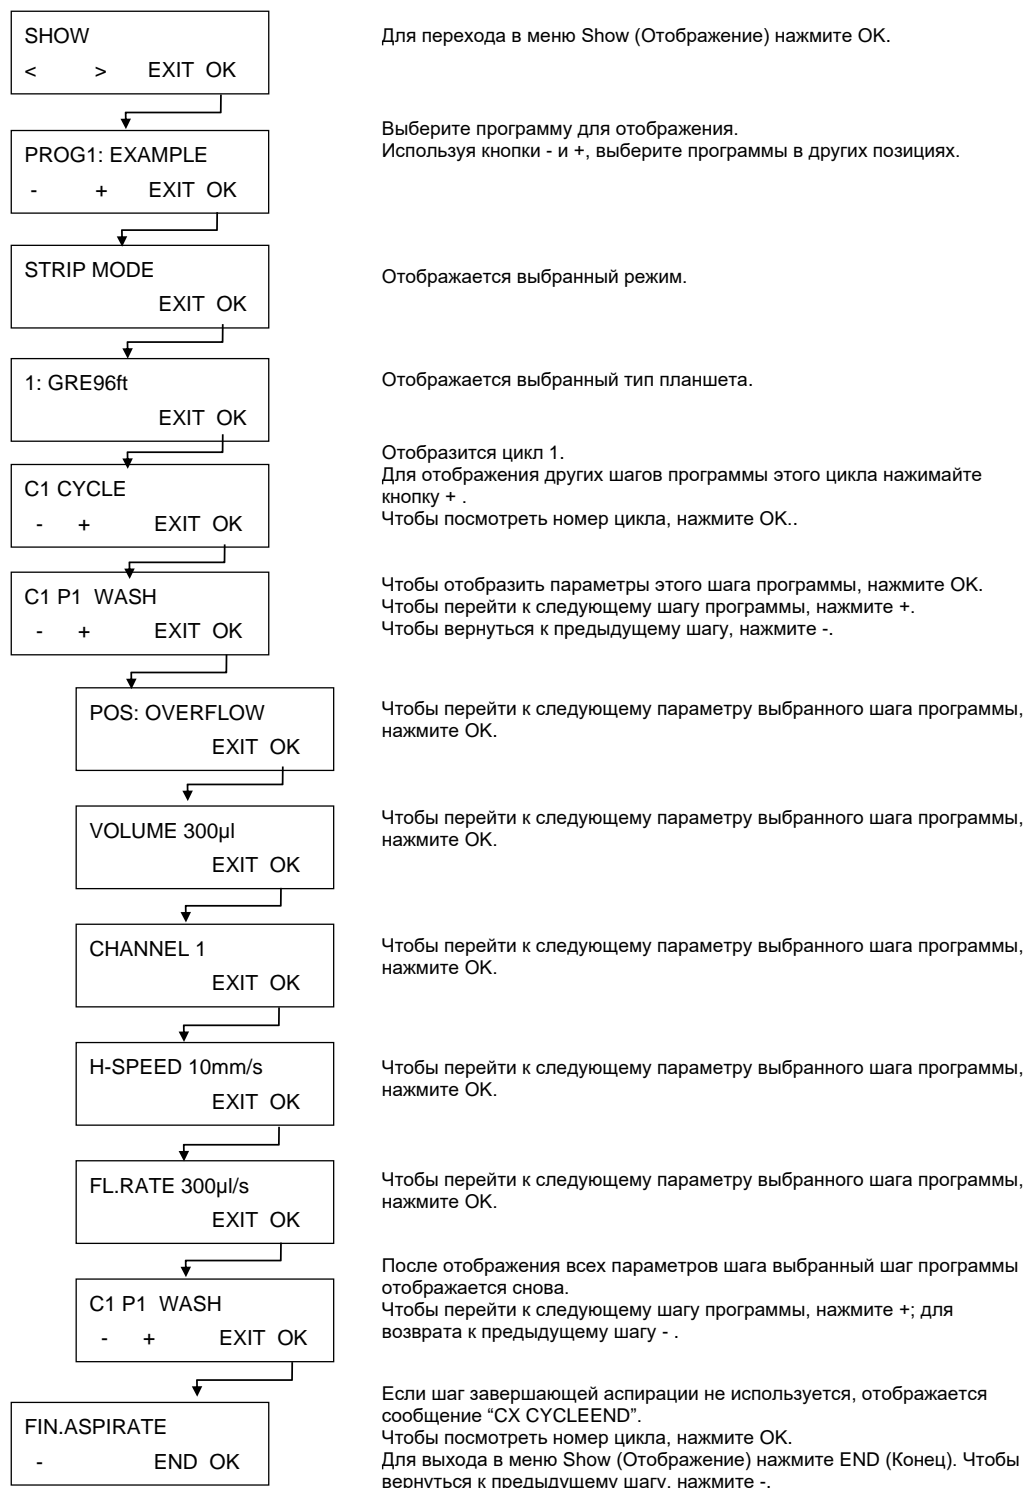 SHOW
< > EXIT OK
Для перехода в меню Show (Отображение) нажмите OK.
PROG1: EXAMPLE
- + EXIT OK
Выберите программу для отображения.
Используя кнопки - и +, выберите программы в других позициях.
STRIP MODE
EXIT OK
Отображается выбранный режим.
1: GRE96ft
EXIT OK
Отображается выбранный тип планшета.
C1 CYCLE
- + EXIT OK
Отобразится цикл 1.
Для отображения других шагов программы этого цикла нажимайте
кнопку + .
Чтобы посмотреть номер цикла, нажмите OK..
C1 P1 WASH
- + EXIT OK
Чтобы отобразить параметры этого шага программы, нажмите OK.
Чтобы перейти к следующему шагу программы, нажмите +.
Чтобы вернуться к предыдущему шагу, нажмите -.
POS: OVERFLOW
EXIT OK
Чтобы перейти к следующему параметру выбранного шага программы,
нажмите OK.
VOLUME 300µl
EXIT OK
Чтобы перейти к следующему параметру выбранного шага программы,
нажмите OK.
CHANNEL 1
EXIT OK
Чтобы перейти к следующему параметру выбранного шага программы,
нажмите OK.
H-SPEED 10mm/s
EXIT OK
Чтобы перейти к следующему параметру выбранного шага программы,
нажмите OK.
FL.RATE 300µl/s
EXIT OK
Чтобы перейти к следующему параметру выбранного шага программы,
нажмите OK.
C1 P1 WASH
- + EXIT OK
После отображения всех параметров шага выбранный шаг программы
отображается снова.
Чтобы перейти к следующему шагу программы, нажмите +; для
возврата к предыдущему шагу - .
FIN.ASPIRATE
- END OK
Если шаг завершающей аспирации не используется, отображается
сообщение “CX CYCLEEND”.
Чтобы посмотреть номер цикла, нажмите OK.
Для выхода в меню Show (Отображение) нажмите END (Конец). Чтобы
вернуться к предыдущему шагу, нажмите -.